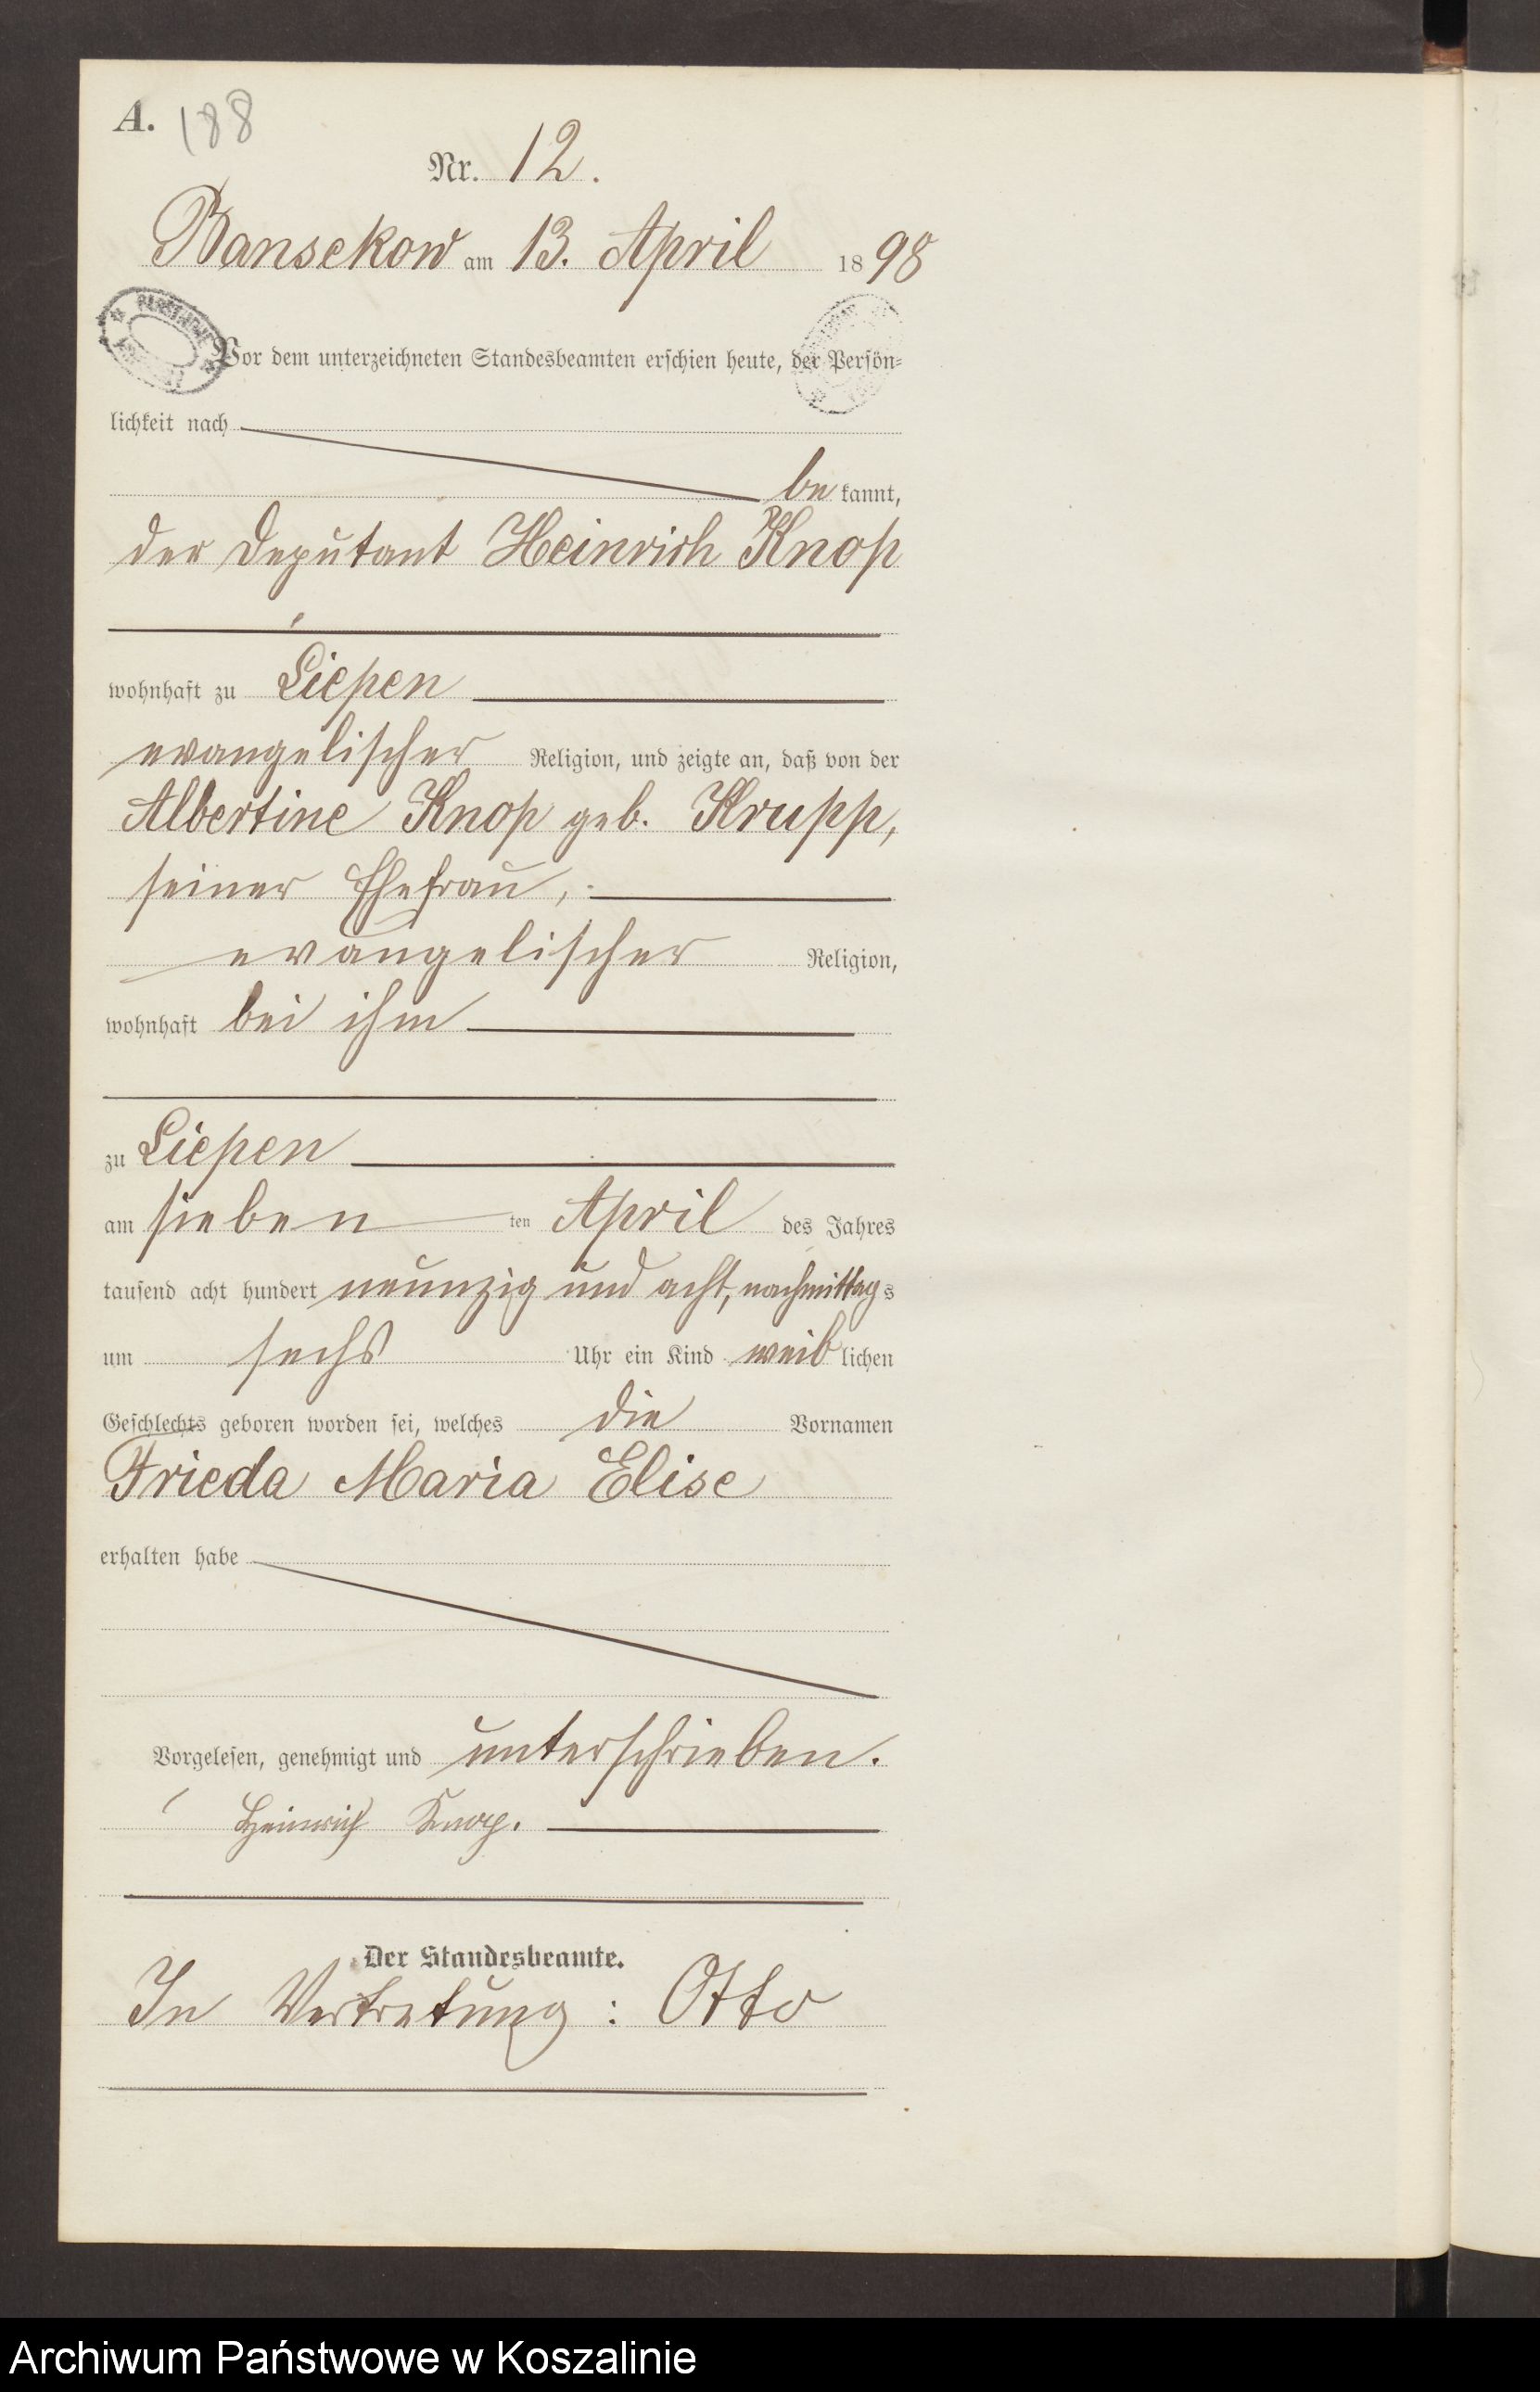 A. 188
Nr. 12.
Bansekow am 13. April 1898
Vor dem unterzeichneten Standesbeamten erschien heute, der Persön-
lichkeit nach
be kannt,
der Deputant Heinrich Knop
wohnhaft zu Liepen
evangelischer Religion, und zeigte an, daß von der
Albertine Knop geb. Krupp,
seiner Ehefrau,
evangelischer Religion,
wohnhaft bei ihm
zu Liepen
am sieben ten April des Jahres
tausend acht hundert neunzig und acht, nachmittags
um sechs Uhr ein Kind weiblichen
Geschlechts geboren worden sei, welches die Vornamen
Frieda Maria Elise
erhalten habe
Vorgelesen, genehmigt und unterschrieben.
Heinrich Knop.
Der Standesbeamte.
In Vertretung: Otto
Archiwum Państwowe w Koszalinie